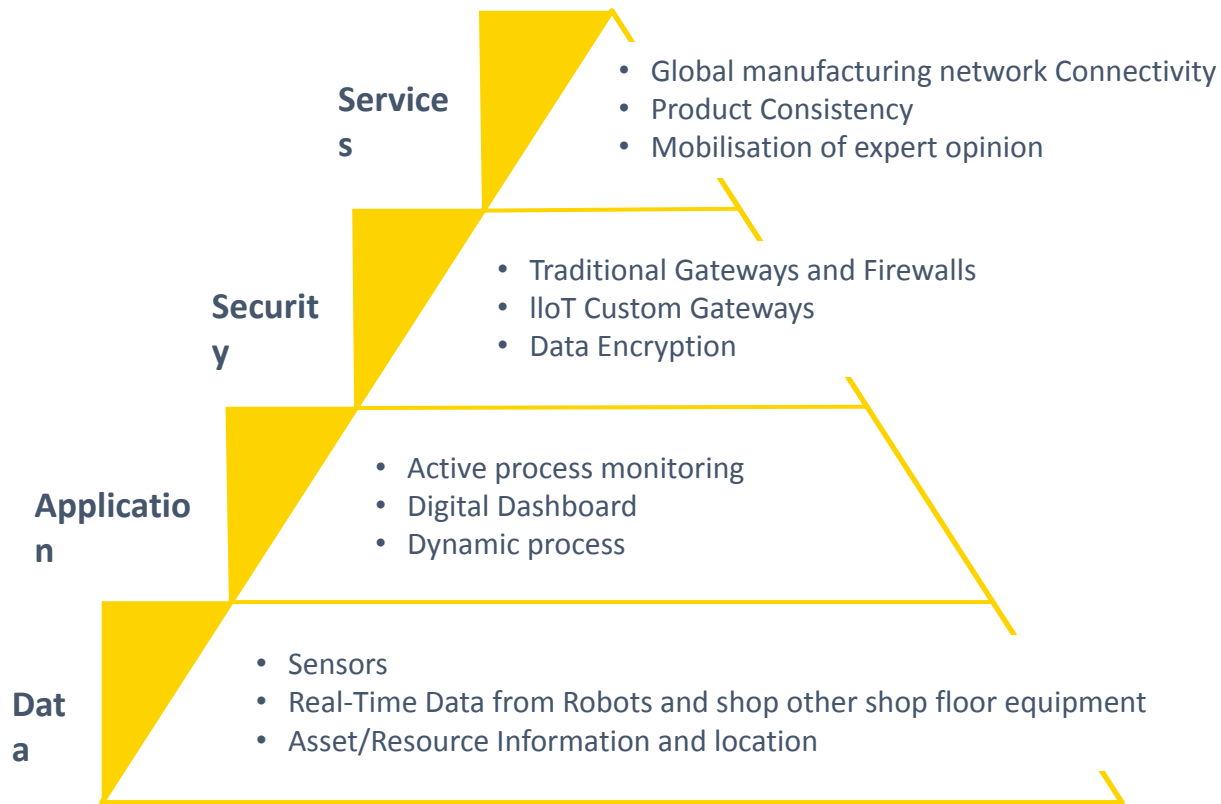 Service
s
• Global manufacturing network Connectivity
• Product Consistency
• Mobilisation of expert opinion
Securit
y
• Traditional Gateways and Firewalls
• lloT Custom Gateways
• Data Encryption
Applicatio
n
• Active process monitoring
• Digital Dashboard
• Dynamic process
Dat
a
• Sensors
• Real-Time Data from Robots and shop other shop floor equipment
• Asset/Resource Information and location